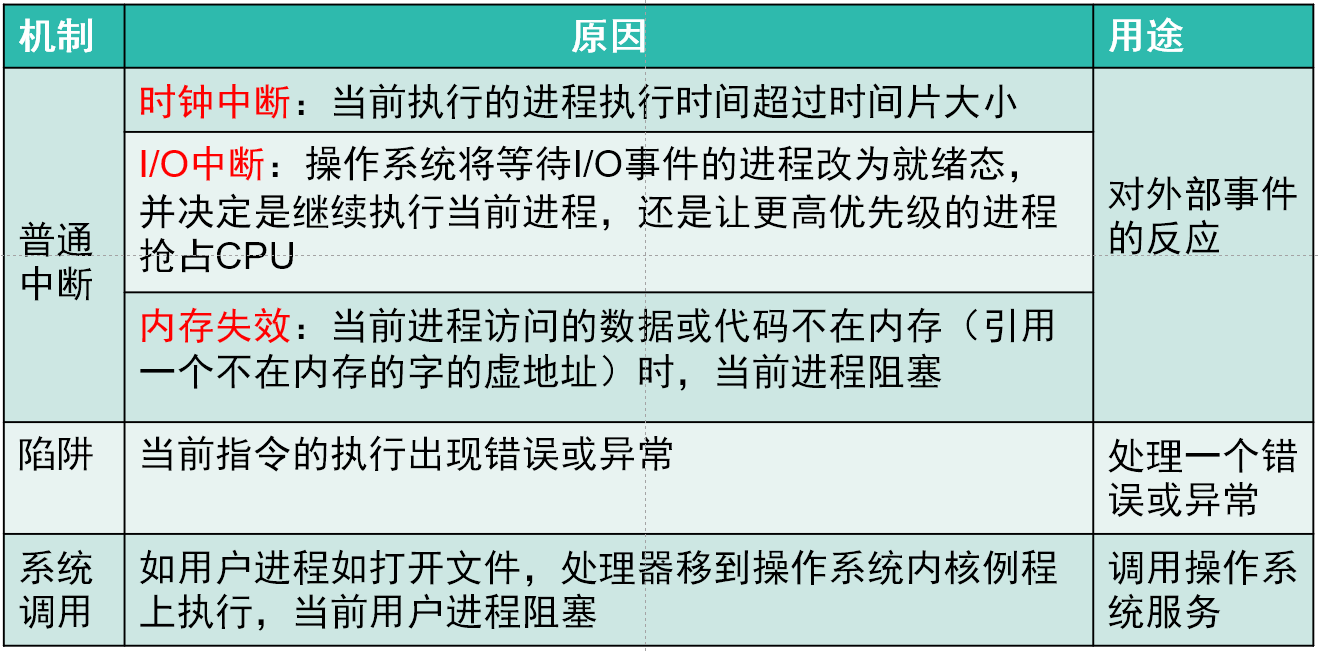 机制
原因
用途
普通
中断
时钟中断：当前执行的进程执行时间超过时间片大小
I/O中断：操作系统将等待I/O事件的进程改为就绪态，
并决定是继续执行当前进程，还是让更高优先级的进程
抢占CPU
内存失效：当前进程访问的数据或代码不在内存（引用
一个不在内存的字的虚地址）时，当前进程阻塞
对外部事件
的反应
陷阱
当前指令的执行出现错误或异常
处理一个错
误或异常
系统
调用
如用户进程如打开文件，处理器移到操作系统内核例程
上执行，当前用户进程阻塞
调用操作系
统服务